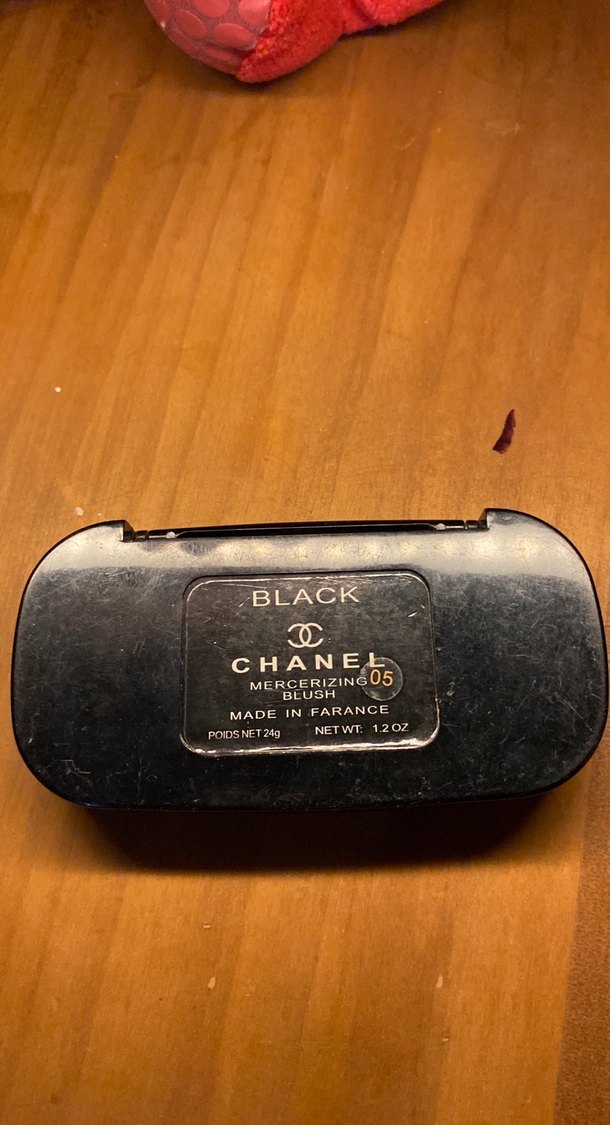 BLACK
CHANEL
MERCERIZING 05
BLUSH
MADE IN FARANCE
POIDS NET 24g NET WT: 1.2 OZ